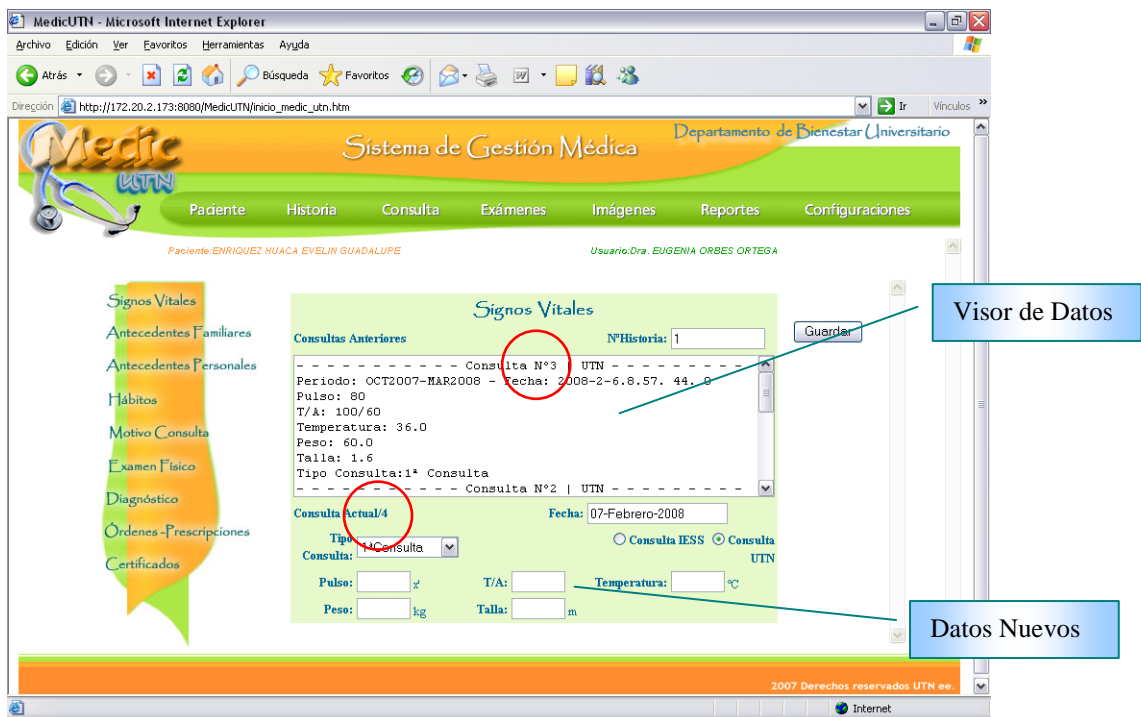 MedicUTN - Microsoft Internet Explorer
Archivo Edición Ver Favoritos Herramientas Ayuda
Atrás Búsqueda Favoritos
Dirección http://172.20.2.173:8080/MedicUTN/inicio_medic_utn.htm Ir Vínculos »
Medic UTN
Sistema de Gestión Médica
Departamento de Bienestar Universitario
Paciente Historia Consulta Exámenes Imágenes Reportes Configuraciones
Paciente:ENRIQUEZ HUACA EVELIN GUADALUPE Usuario:Dra. EUGENIA ORBES ORTEGA
Signos Vitales
Antecedentes Familiares
Antecedentes Personales
Hábitos
Motivo Consulta
Examen Físico
Diagnóstico
Órdenes -Prescripciones
Certificados
Signos Vitales
Consultas Anteriores NºHistoria: 1 Guardar
- - - - - - - - - - - Consulta Nº3 | UTN - - - - - - - - -
Periodo: OCT2007-MAR2008 - Fecha: 2008-2-6.8.57. 44. 0
Pulso: 80
T/A: 100/60
Temperatura: 36.0
Peso: 60.0
Talla: 1.6
Tipo Consulta:1ª Consulta
- - - - - - - - - - - Consulta Nº2 | UTN - - - - - - - - -
Consulta Actual/4 Fecha: 07-Febrero-2008
Tipo Consulta: 1ªConsulta Consulta IESS Consulta UTN
Pulso: x' T/A: Temperatura: ºC
Peso: kg Talla: m
Visor de Datos
Datos Nuevos
2007 Derechos reservados UTN ee.
Internet